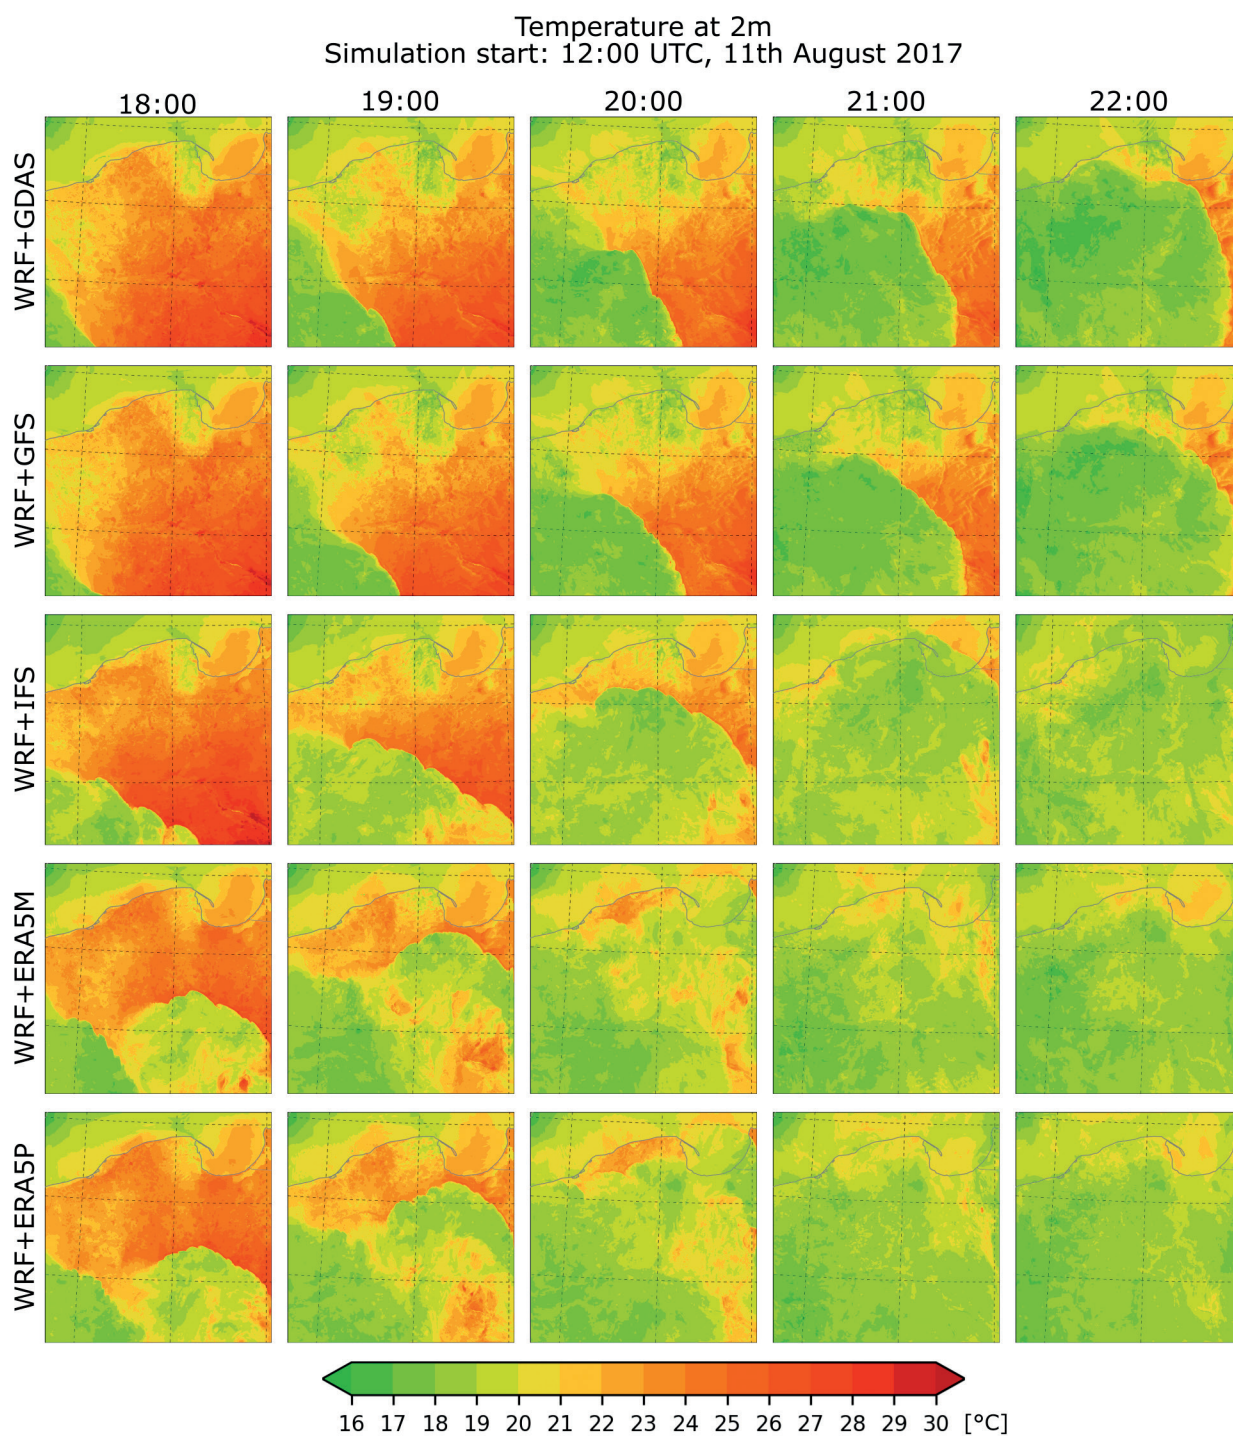 Temperature at 2m
Simulation start: 12:00 UTC, 11th August 2017
18:00 19:00 20:00 21:00 22:00
WRF+GDAS
WRF+GFS
WRF+IFS
WRF+ERA5M
WRF+ERA5P
16 17 18 19 20 21 22 23 24 25 26 27 28 29 30 [°C]